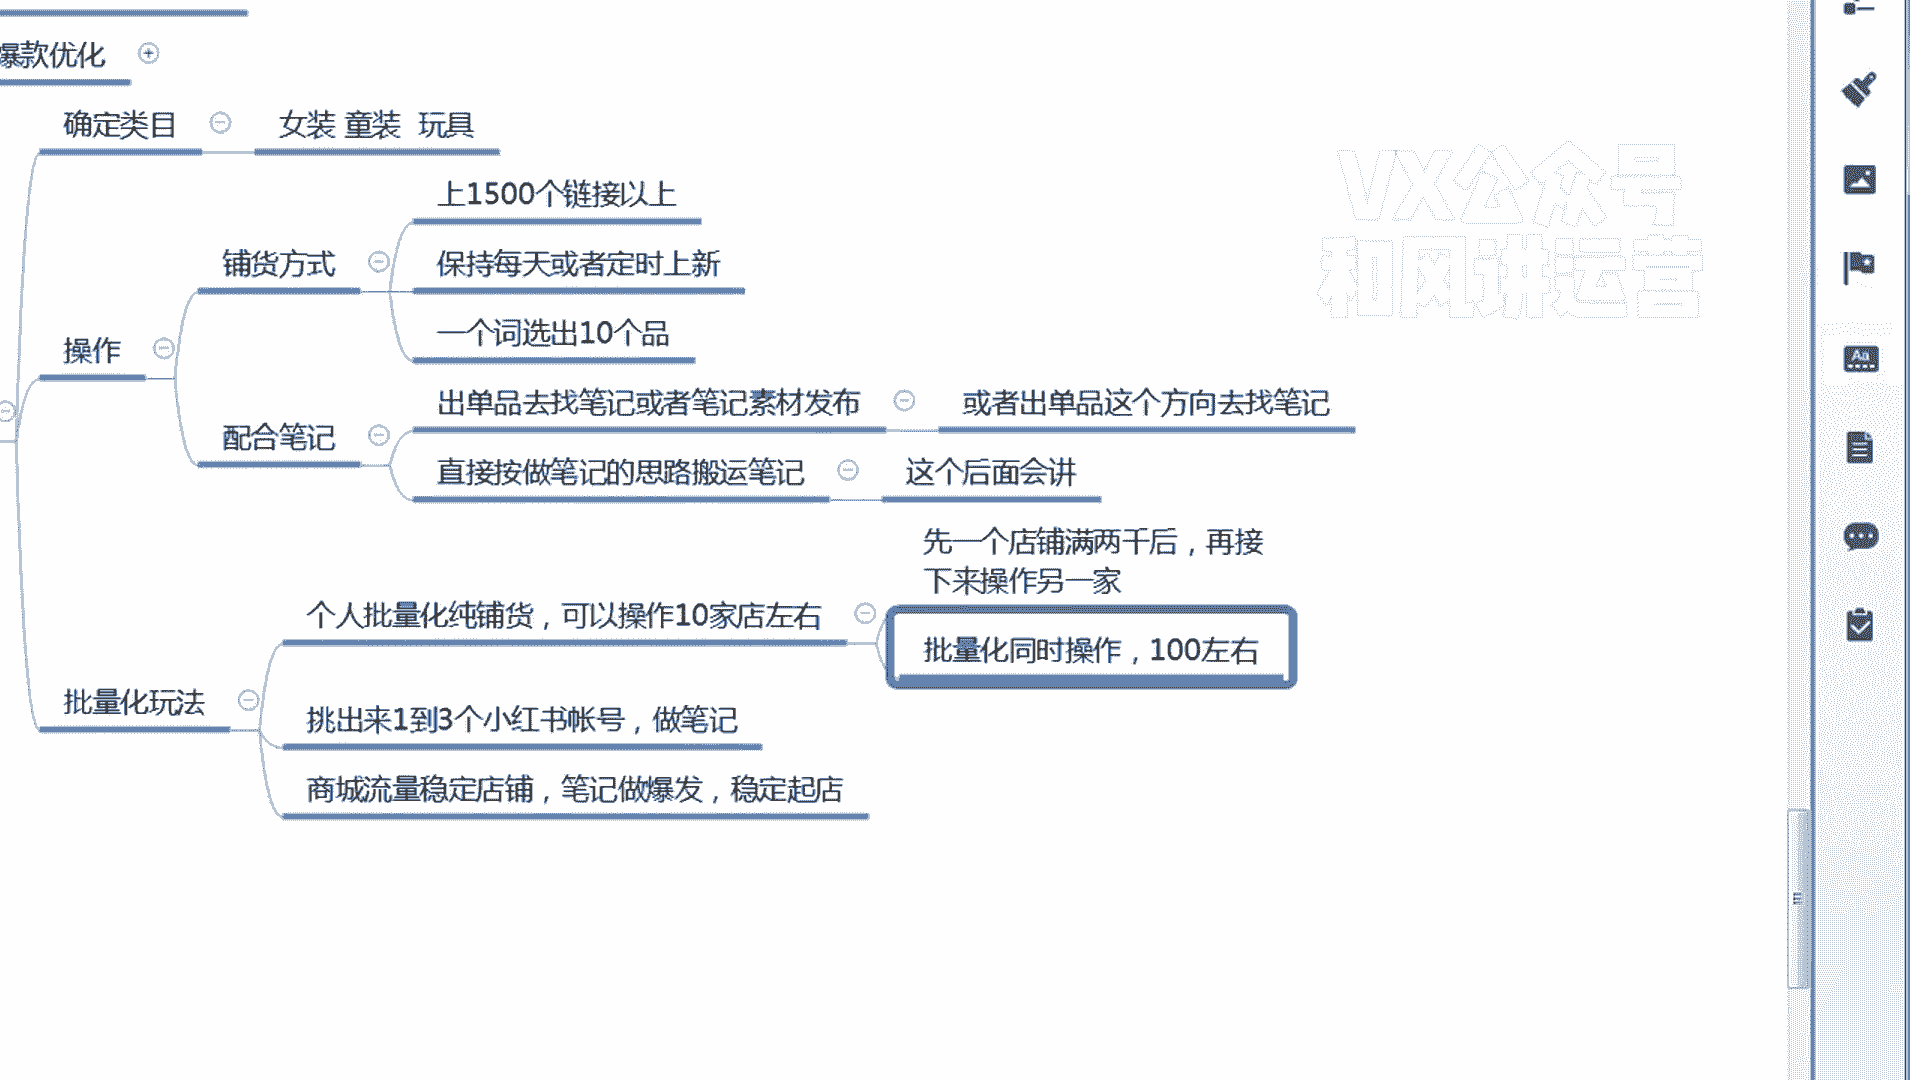 爆款优化
确定类目
女装 童装 玩具
操作
铺货方式
上1500个链接以上
保持每天或者定时上新
一个词选出10个品
配合笔记
出单品去找笔记或者笔记素材发布
或者出单品这个方向去找笔记
直接按做笔记的思路搬运笔记
这个后面会讲
批量化玩法
个人批量化纯铺货，可以操作10家店左右
先一个店铺满两千后，再接
下来操作另一家
批量化同时操作，100左右
挑出来1到3个小红书帐号，做笔记
商城流量稳定店铺，笔记做爆发，稳定起店
VX公众号
和风讲运营
Aa